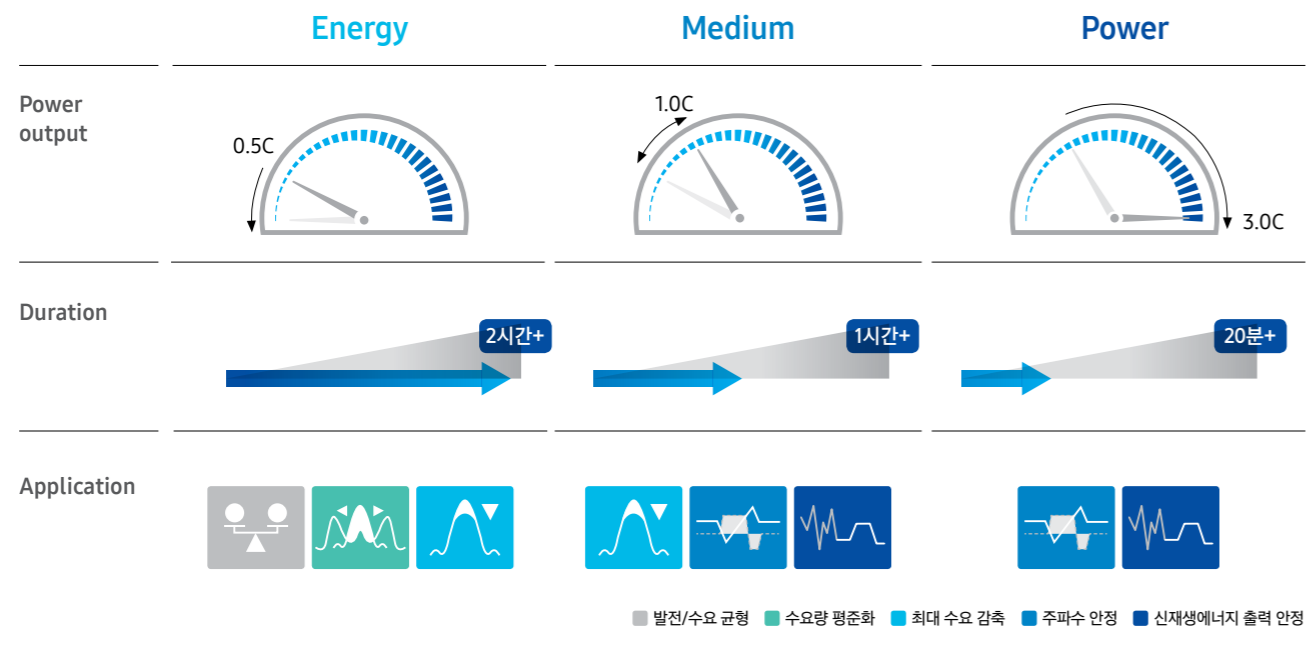 Energy
Medium
Power
Power
output
0.5C
1.0C
3.0C
Duration
2시간+
1시간+
20분+
Application
발전/수요 균형
수요량 평준화
최대 수요 감축
주파수 안정
신재생에너지 출력 안정